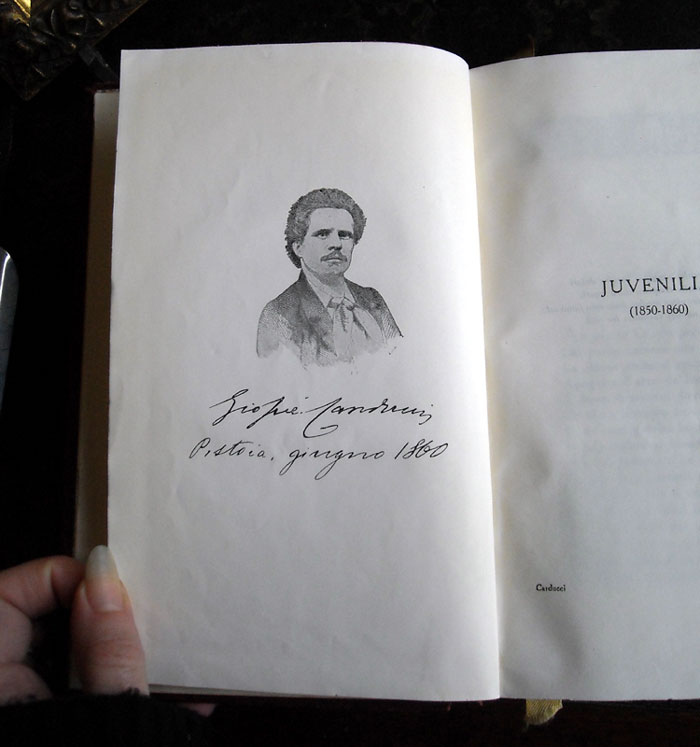 Giosuè Carducci
Pistoia, giugno 1860
JUVENILI
(1850-1860)
Carducci